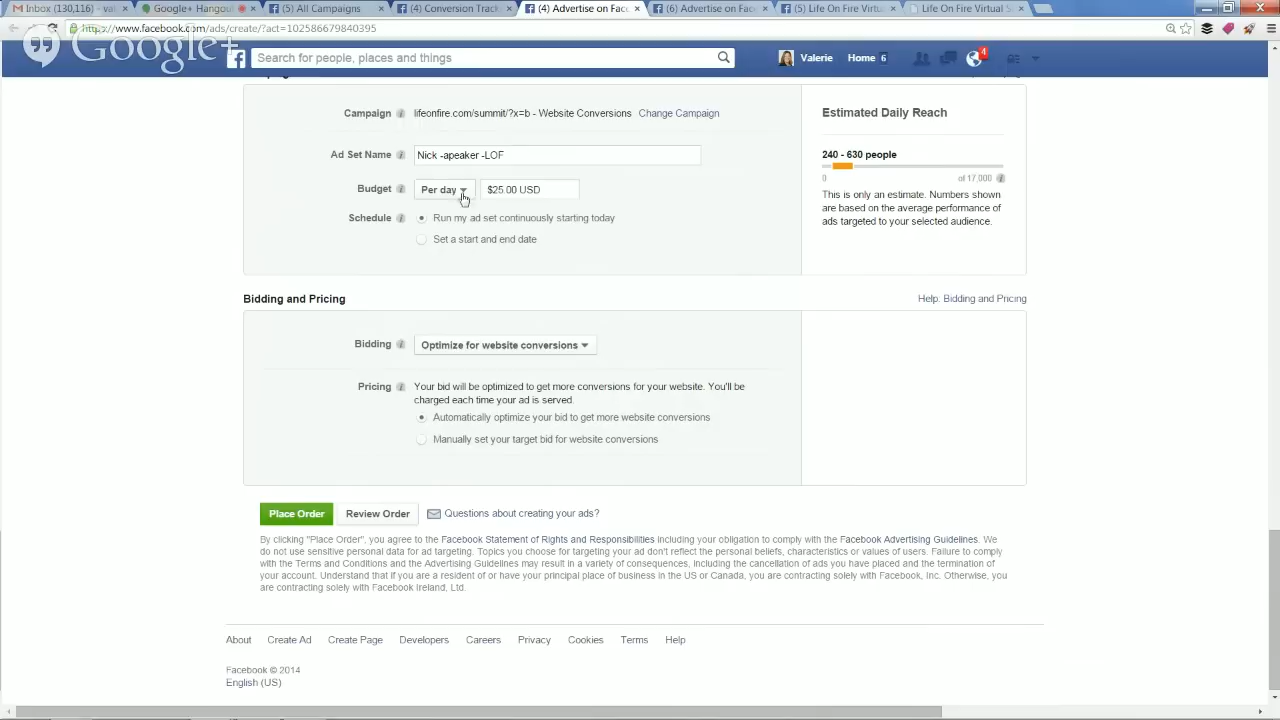 Inbox (130,116) - val
Google+ Hangou
(5) All Campaigns
(4) Conversion Track
(4) Advertise on Fac
(6) Advertise on Fac
(5) Life On Fire Virtu
Life On Fire Virtual S
https://www.facebook.com/ads/create/?act=102586679840395
Google+
Search for people, places and things
Valerie
Home 6
4
Campaign
lifeonfire.com/summit/?x=b - Website Conversions Change Campaign
Ad Set Name
Nick -apeaker -LOF
Budget
Per day
$25.00 USD
Schedule
Run my ad set continuously starting today
Set a start and end date
Estimated Daily Reach
240 - 630 people
0
of 17,000
This is only an estimate. Numbers shown
are based on the average performance of
ads targeted to your selected audience.
Bidding and Pricing
Help: Bidding and Pricing
Bidding
Optimize for website conversions
Pricing
Your bid will be optimized to get more conversions for your website. You'll be
charged each time your ad is served.
Automatically optimize your bid to get more website conversions
Manually set your target bid for website conversions
Place Order
Review Order
Questions about creating your ads?
By clicking "Place Order", you agree to the Facebook Statement of Rights and Responsibilities including your obligation to comply with the Facebook Advertising Guidelines. We
do not use sensitive personal data for ad targeting. Topics you choose for targeting your ad don't reflect the personal beliefs, characteristics or values of users. Failure to comply
with the Terms and Conditions and the Advertising Guidelines may result in a variety of consequences, including the cancellation of ads you have placed and the termination of
your account. Understand that if you are a resident of or have your principal place of business in the US or Canada, you are contracting solely with Facebook, Inc. Otherwise, you
are contracting solely with Facebook Ireland, Ltd.
About Create Ad Create Page Developers Careers Privacy Cookies Terms Help
Facebook © 2014
English (US)